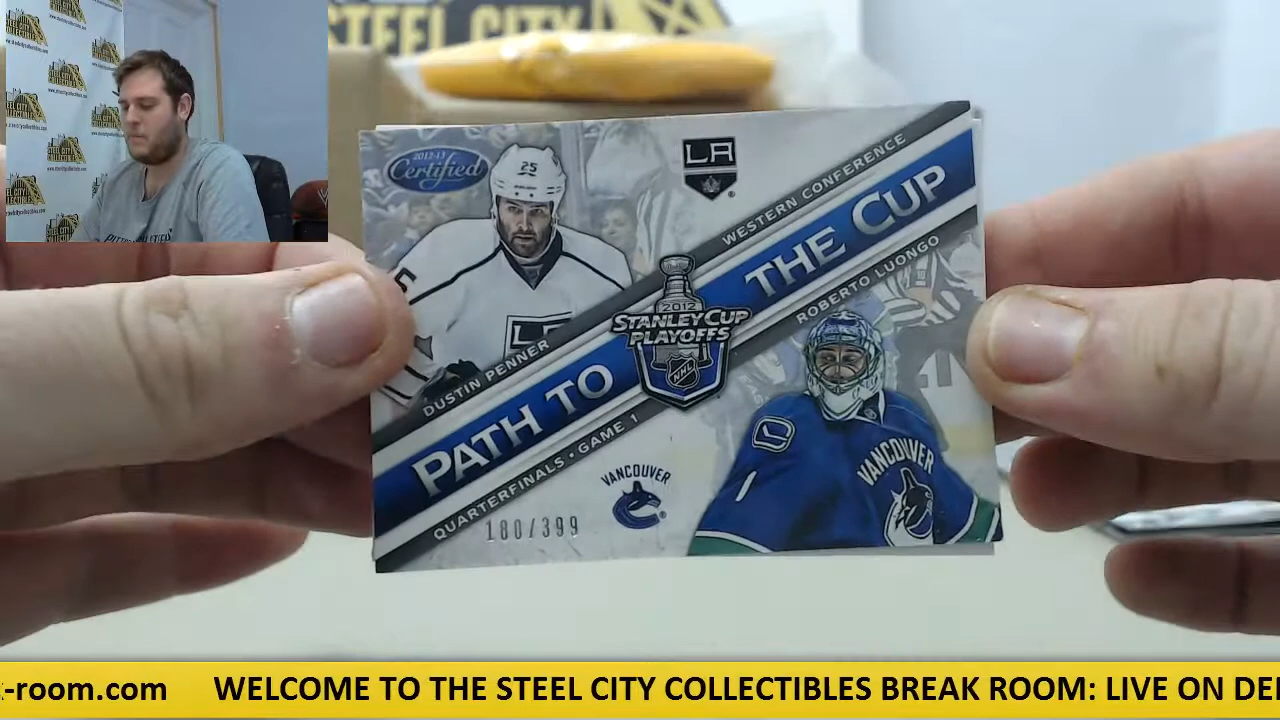 STEEL CITY
2012-13
Certified
25
LA
WESTERN CONFERENCE
THE CUP
ROBERTO LUONGO
2012
STANLEY CUP
PLAYOFFS
NHL
DUSTIN PENNER
PATH TO
QUARTERFINALS • GAME 1
VANCOUVER
180/399
VANCOUVER
1
-room.com WELCOME TO THE STEEL CITY COLLECTIBLES BREAK ROOM: LIVE ON DE